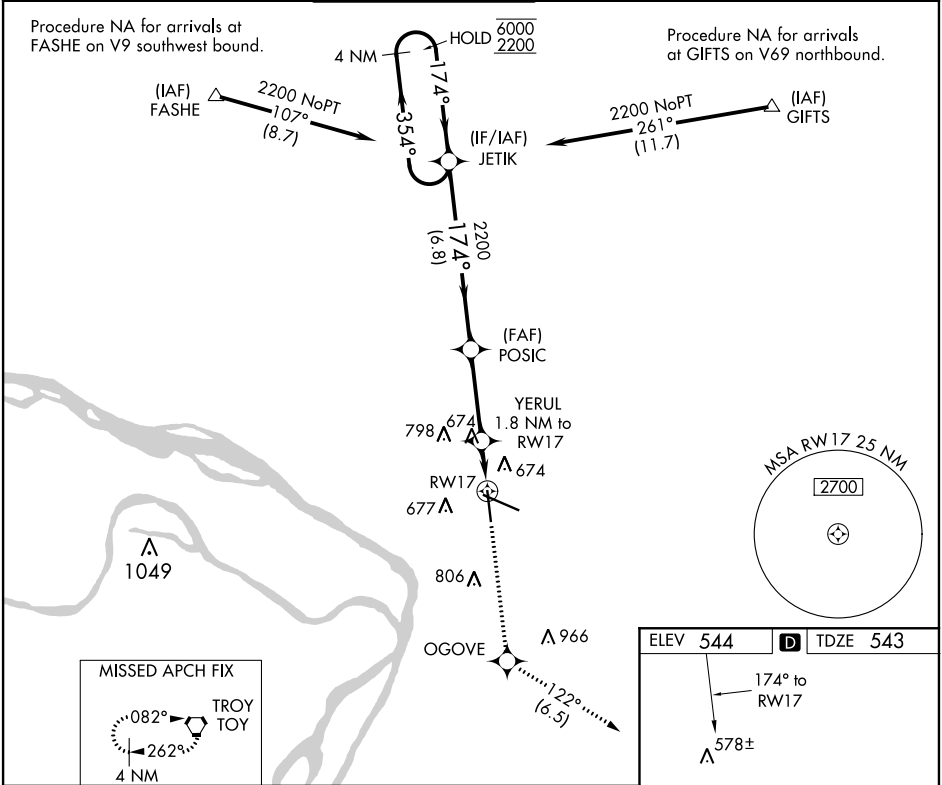 Procedure NA for arrivals at
FASHE on V9 southwest bound.
HOLD 6000
2200
4 NM
174°
354°
Procedure NA for arrivals
at GIFTS on V69 northbound.
(IAF)
FASHE
2200 NoPT
107°
(8.7)
(IF/IAF)
JETIK
2200 NoPT
261°
(11.7)
(IAF)
GIFTS
2200
174°
(6.8)
(FAF)
POSIC
YERUL
1.8 NM to
RW17
798
674
674
RW17
677
1049
806
OGOVE
966
122°
(6.5)
MSA RW17 25 NM
2700
MISSED APCH FIX
082°
TROY
TOY
262°
4 NM
ELEV 544
D
TDZE 543
174° to
RW17
578±